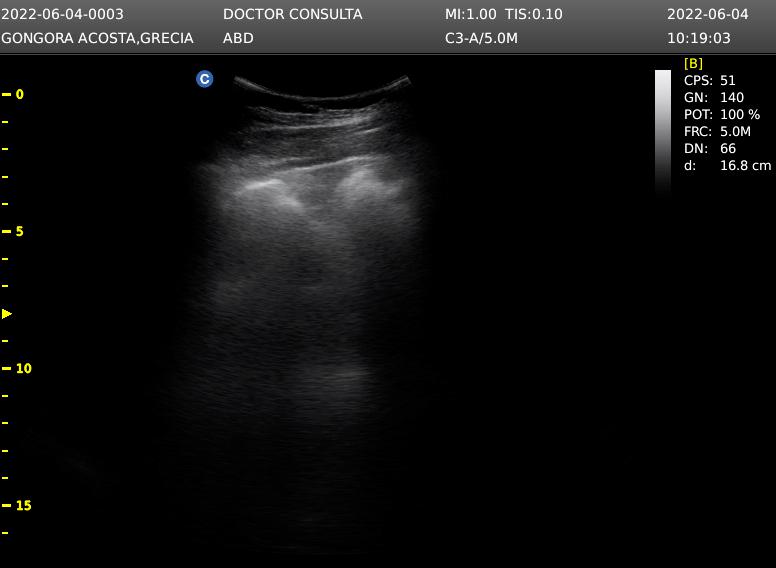 2022-06-04-0003 DOCTOR CONSULTA MI:1.00 TIS:0.10 2022-06-04
GONGORA ACOSTA,GRECIA ABD C3-A/5.0M 10:19:03
[B]
C
CPS: 51
0
GN: 140
POT: 100 %
FRC: 5.0M
DN: 66
d: 16.8 cm
5
10
15